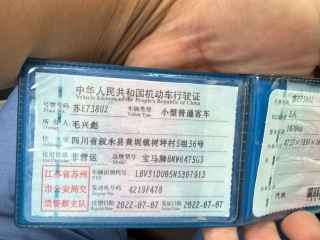 中华人民共和国机动车行驶证
Vehicle License of the People's Republic of China
号牌号码 苏E738UZ 车辆类型 小型普通客车
Plate No. Vehicle Type
所有人 毛兴彪
Owner
住址 四川省叙永县黄坭镇树坪村5组36号
Address
使用性质 非营运 品牌型号 宝马牌BMW6475GS
Use Character Model
江苏省苏州 车辆识别代号 LBV31DU05NS307913
VIN
市公安局交 发动机号码 4219F478
Engine No.
通警察支队 注册日期 2022-07-07 发证日期 2022-07-07
Register Date Issue Date
苏E738UZ
5人
汽油